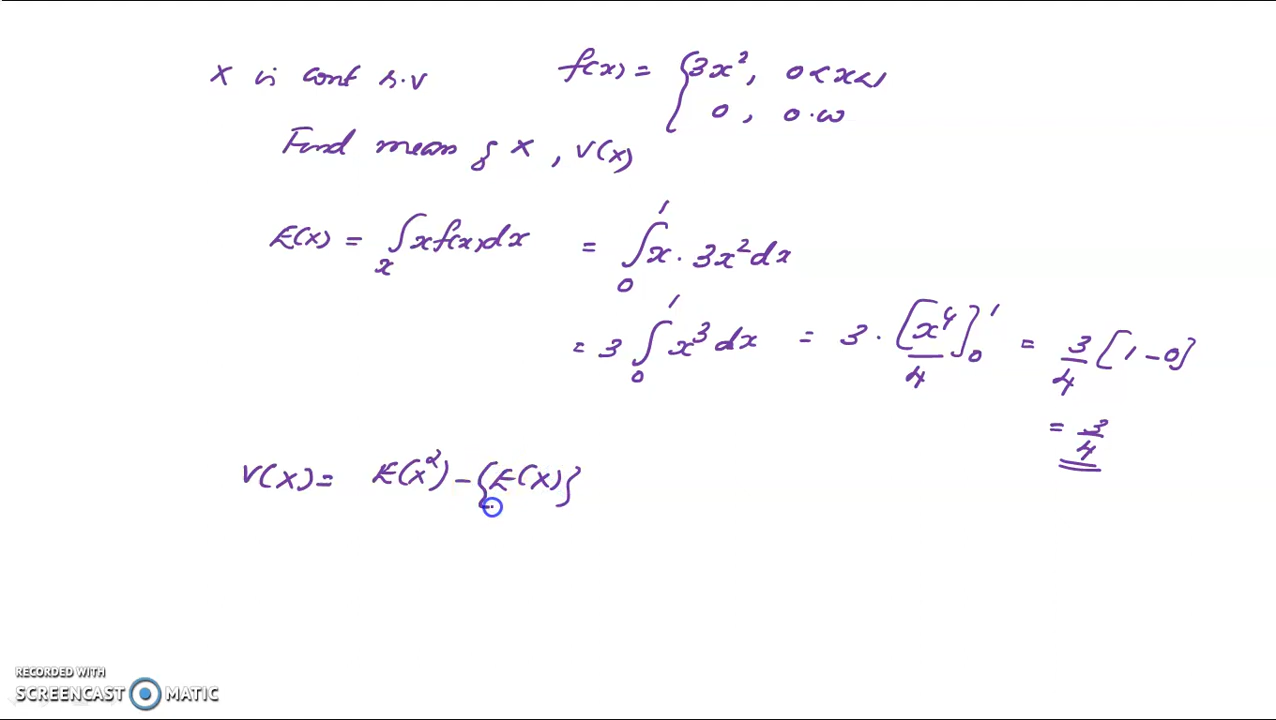 X is cont r.v f(x) = { 3x², 0<x<1
0, 0.w
Find mean of X, V(X)
E(X) = ∫ₓ x f(x) dx = ∫₀¹ x · 3x² dx
= 3 ∫₀¹ x³ dx = 3 · [x⁴/4]₀¹ = 3/4 [1-0]
= 3/4
V(X) = E(X²) - {E(X)}
RECORDED WITH
SCREENCAST MATIC